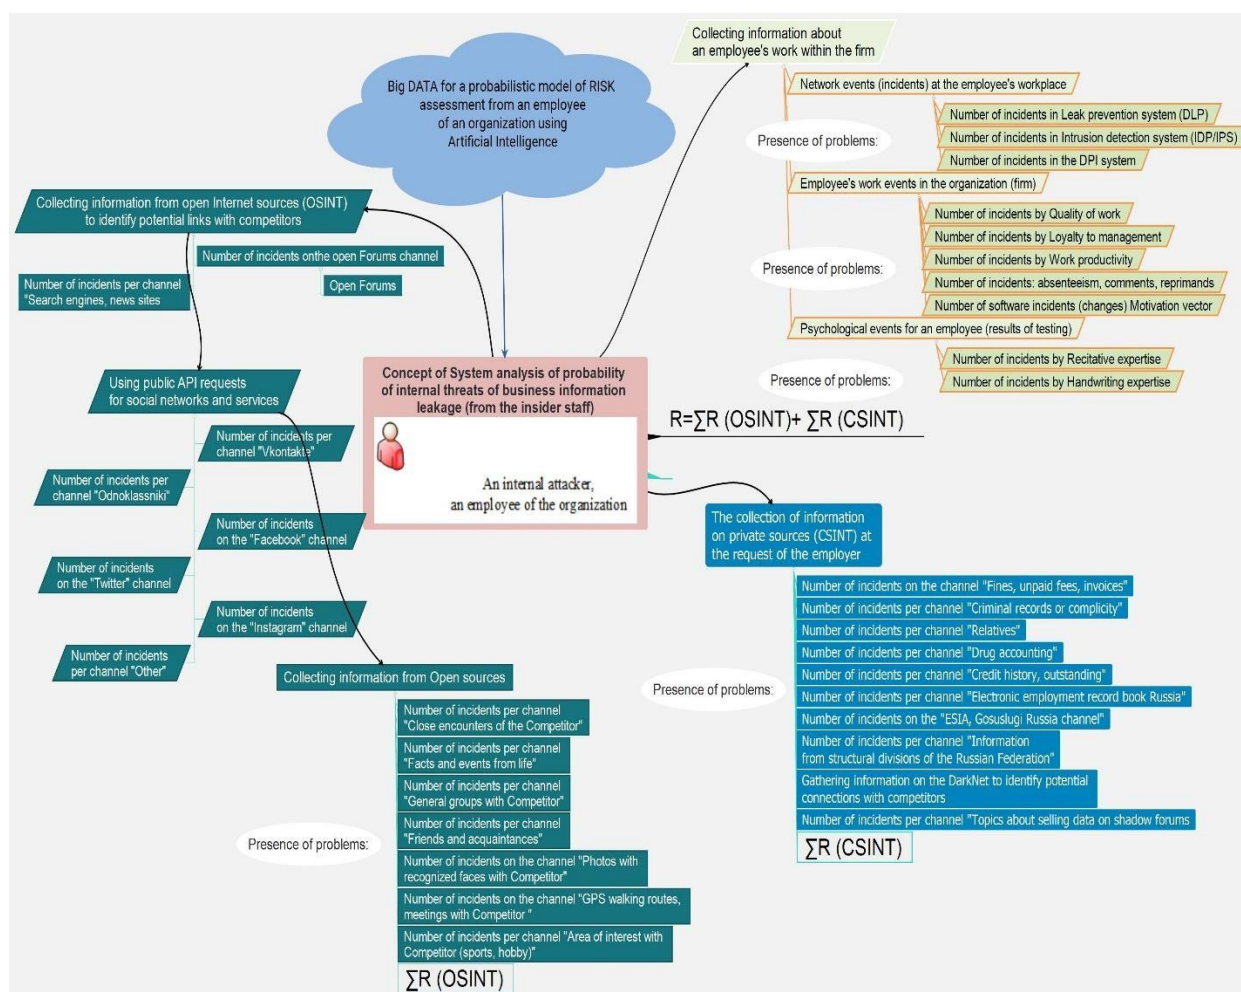 Big DATA for a probabilistic model of RISK
assessment from an employee
of an organization using
Artificial Intelligence
Collecting information about
an employee's work within the firm
Network events (incidents) at the employee's workplace
Presence of problems:
Number of incidents in Leak prevention system (DLP)
Number of incidents in Intrusion detection system (IDP/IPS)
Number of incidents in the DPI system
Employee's work events in the organization (firm)
Presence of problems:
Number of incidents by Quality of work
Number of incidents by Loyalty to management
Number of incidents by Work productivity
Number of incidents: absenteeism, comments, reprimands
Number of software incidents (changes) Motivation vector
Psychological events for an employee (results of testing)
Presence of problems:
Number of incidents by Recitative expertise
Number of incidents by Handwriting expertise
Collecting information from open Internet sources (OSINT)
to identify potential links with competitors
Number of incidents onthe open Forums channel
Open Forums
Number of incidents per channel
"Search engines, news sites
Using public API requests
for social networks and services
Number of incidents per
channel "Vkontakte"
Number of incidents per
channel "Odnoklassniki"
Number of incidents
on the "Facebook" channel
Number of incidents
on the "Twitter" channel
Number of incidents
on the "Instagram" channel
Number of incidents
per channel "Other"
Concept of System analysis of probability
of internal threats of business information
leakage (from the insider staff)
An internal attacker,
an employee of the organization
R=∑R (OSINT)+ ∑R (CSINT)
The collection of information
on private sources (CSINT) at
the request of the employer
Presence of problems:
Number of incidents on the channel "Fines, unpaid fees, invoices"
Number of incidents per channel "Criminal records or complicity"
Number of incidents per channel "Relatives"
Number of incidents per channel "Drug accounting"
Number of incidents per channel "Credit history, outstanding"
Number of incidents per channel "Electronic employment record book Russia"
Number of incidents on the "ESIA, Gosuslugi Russia channel"
Number of incidents per channel "Information
from structural divisions of the Russian Federation"
Gathering information on the DarkNet to identify potential
connections with competitors
Number of incidents per channel "Topics about selling data on shadow forums
∑R (CSINT)
Collecting information from Open sources
Presence of problems:
Number of incidents per channel
"Close encounters of the Competitor"
Number of incidents per channel
"Facts and events from life"
Number of incidents per channel
"General groups with Competitor"
Number of incidents per channel
"Friends and acquaintances"
Number of incidents on the channel "Photos with
recognized faces with Competitor"
Number of incidents on the channel "GPS walking routes,
meetings with Competitor "
Number of incidents per channel "Area of interest with
Competitor (sports, hobby)"
∑R (OSINT)